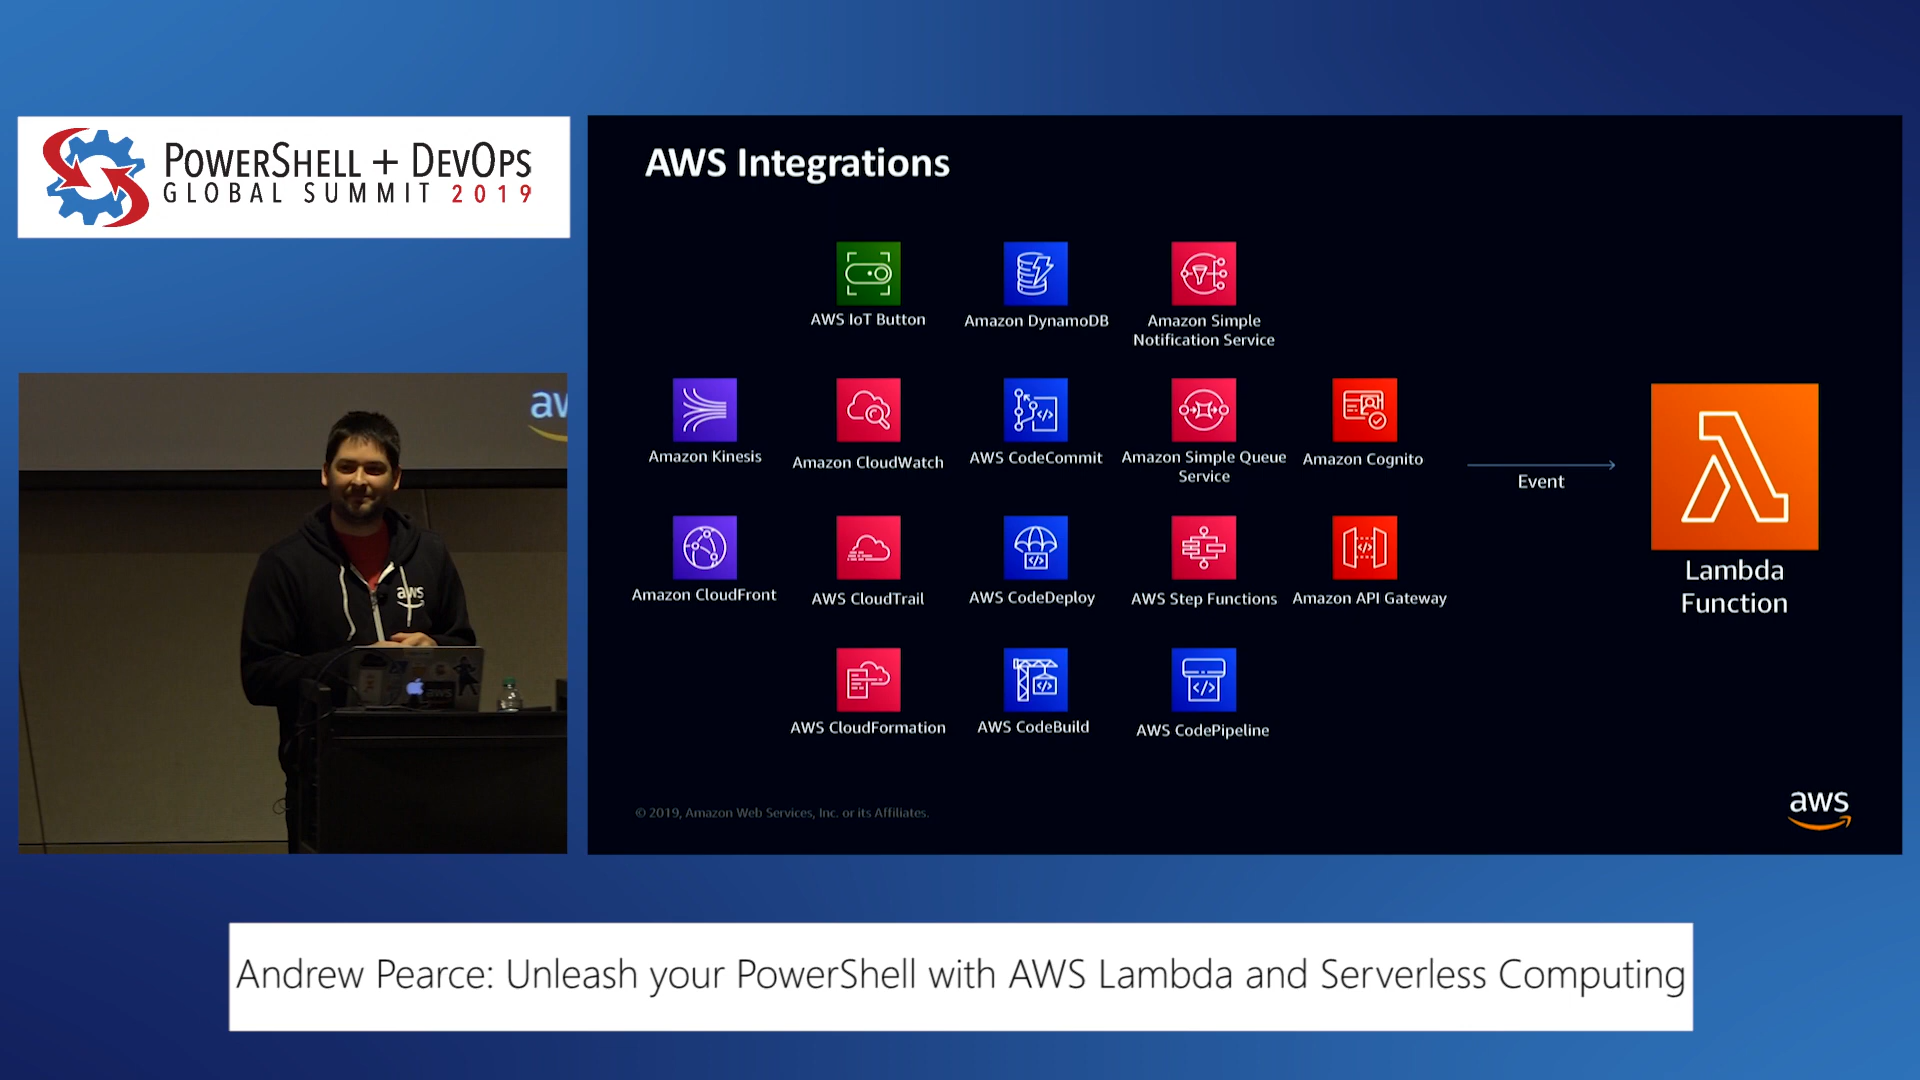 POWERSHELL + DEVOPS
GLOBAL SUMMIT 2019
AWS Integrations
AWS IoT Button
Amazon DynamoDB
Amazon Simple
Notification Service
Amazon Kinesis
Amazon CloudWatch
AWS CodeCommit
Amazon Simple Queue
Service
Amazon Cognito
Event
Amazon CloudFront
AWS CloudTrail
AWS CodeDeploy
AWS Step Functions
Amazon API Gateway
Lambda
Function
AWS CloudFormation
AWS CodeBuild
AWS CodePipeline
© 2019, Amazon Web Services, Inc. or its Affiliates.
aws
aws
aws
aws
Andrew Pearce: Unleash your PowerShell with AWS Lambda and Serverless Computing